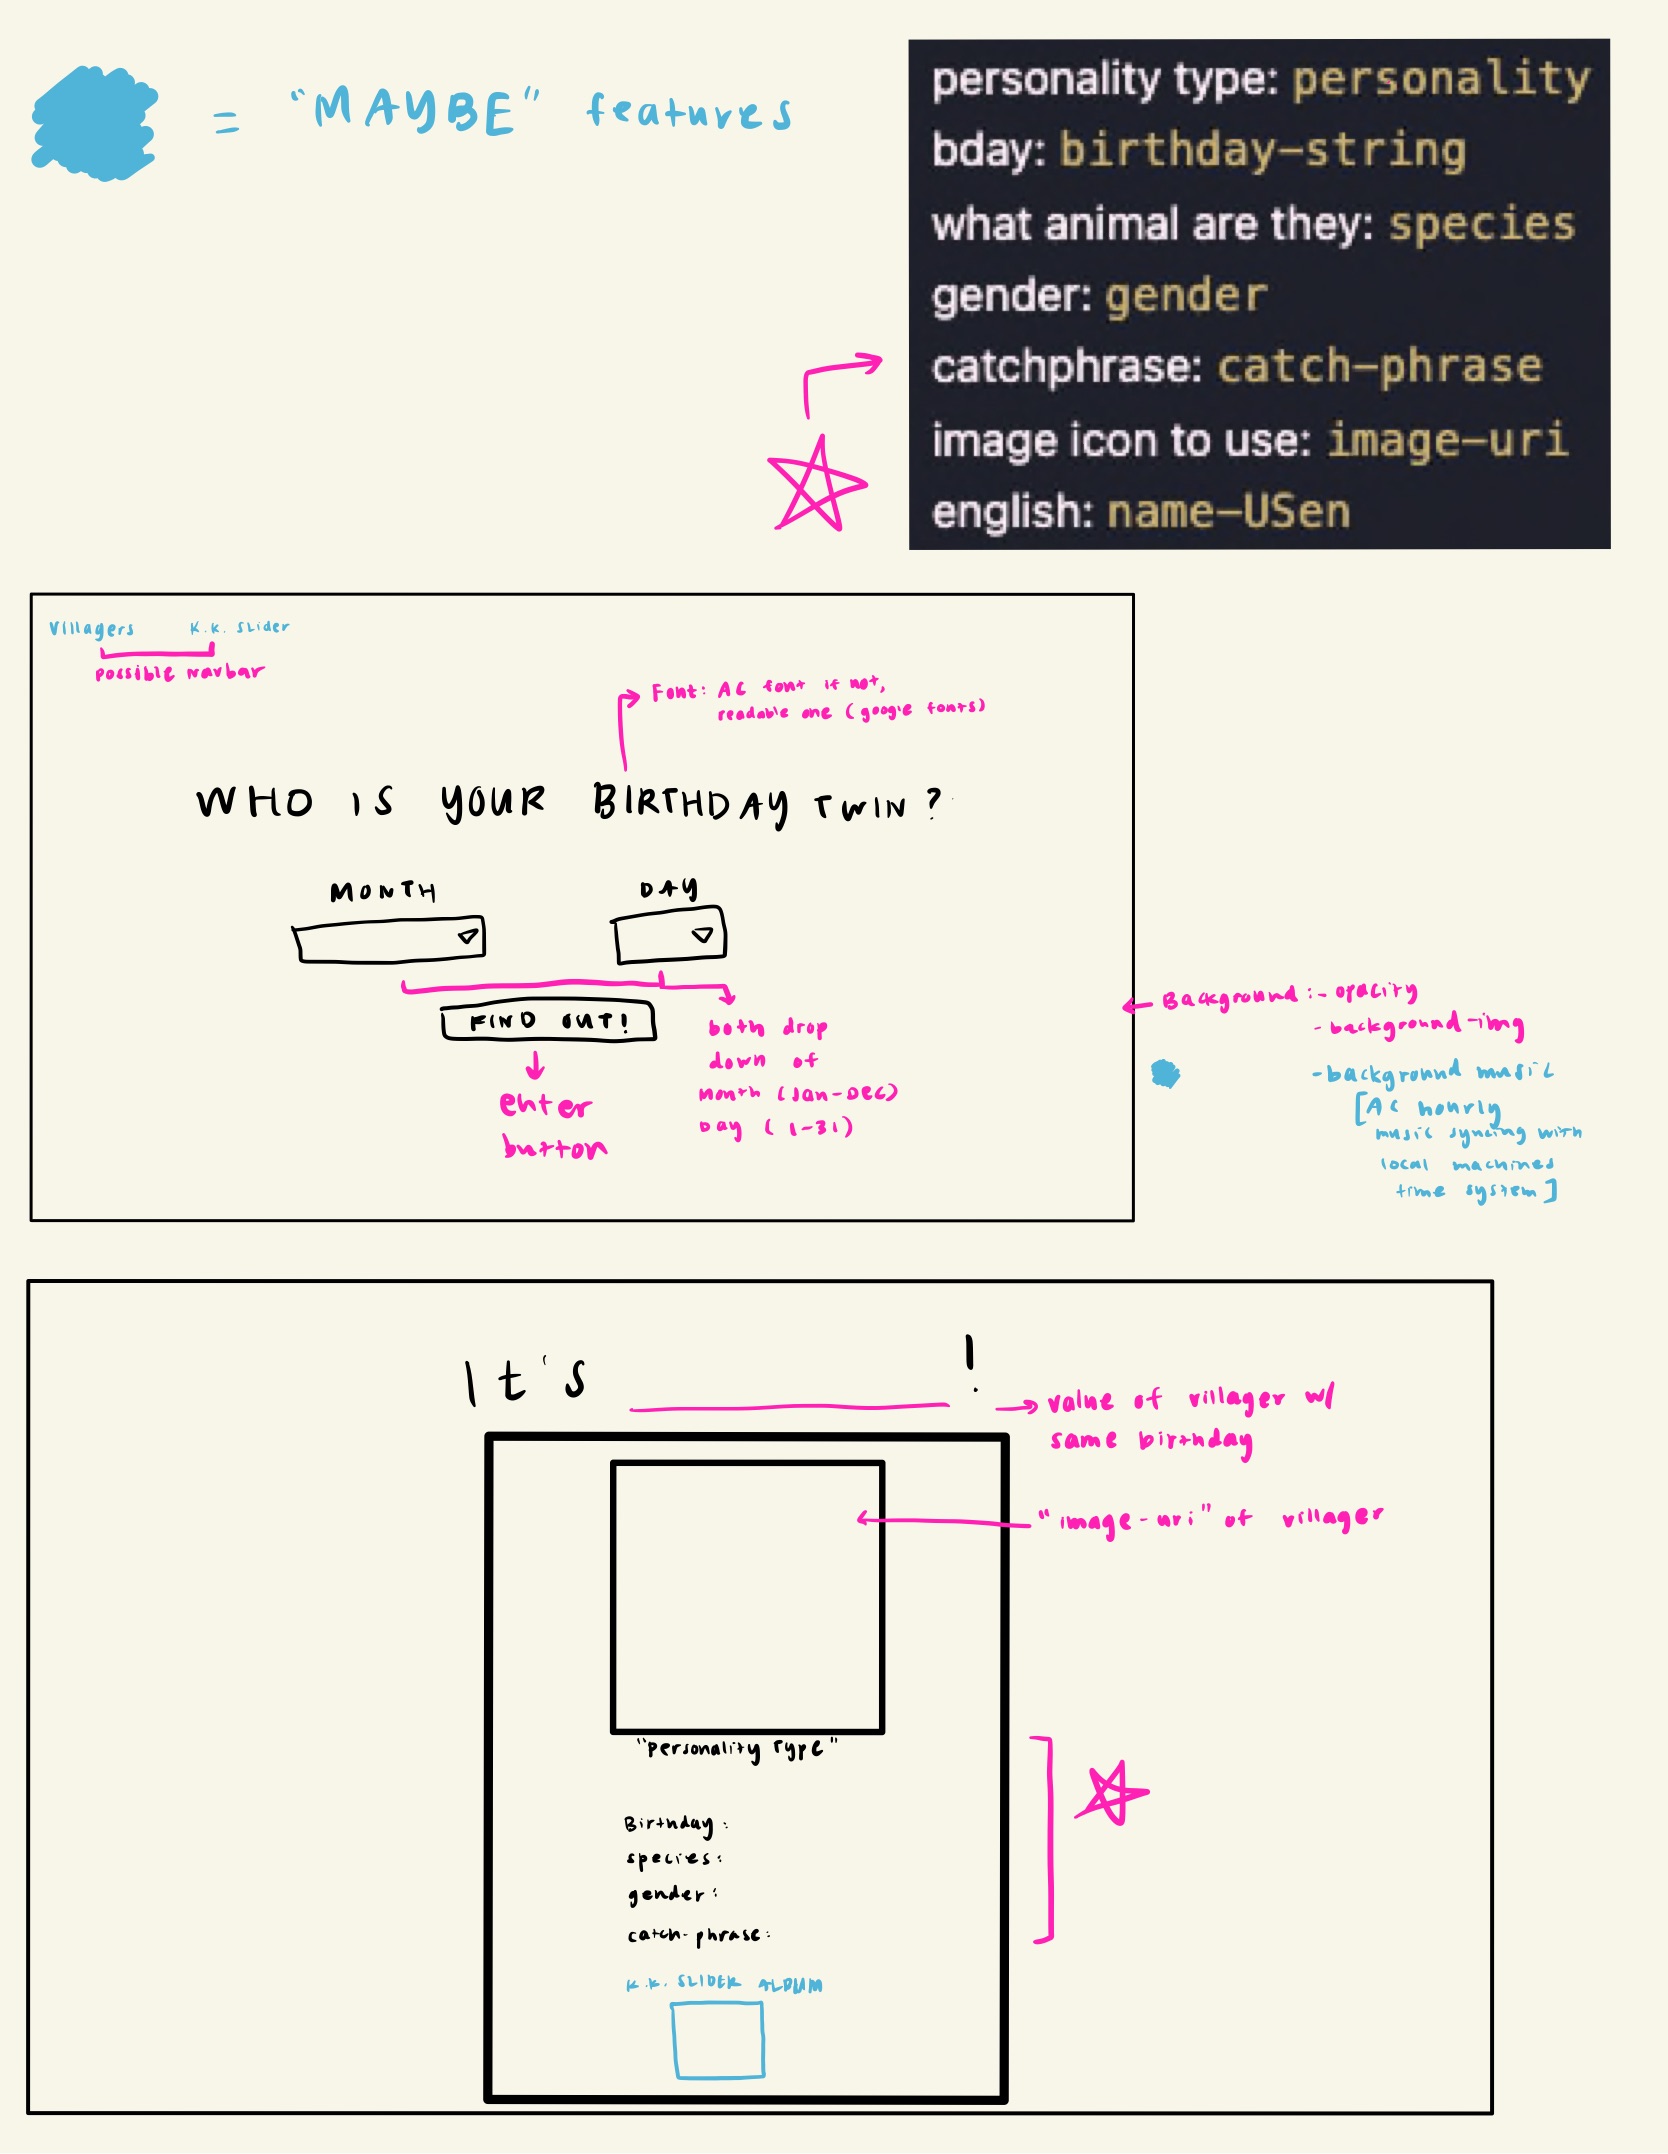 = "MAYBE" features
personality type: personality
bday: birthday-string
what animal are they: species
gender: gender
catchphrase: catch-phrase
image icon to use: image-uri
english: name-USen
Villagers K.K. Slider
possible navbar
Font: AC font if not,
readable one (google fonts)
WHO IS YOUR BIRTHDAY TWIN?
MONTH DAY
FIND OUT!
enter
button
both drop
down of
month (Jan-Dec)
Day (1-31)
Background: - opacity
- background-img
- background music
[AC hourly
music syncing with
local machines
time system]
It's !
value of villager w/
same birthday
"image-uri" of villager
"Personality Type"
Birthday:
species:
gender:
catch-phrase:
K.K. SLIDER ALBUM